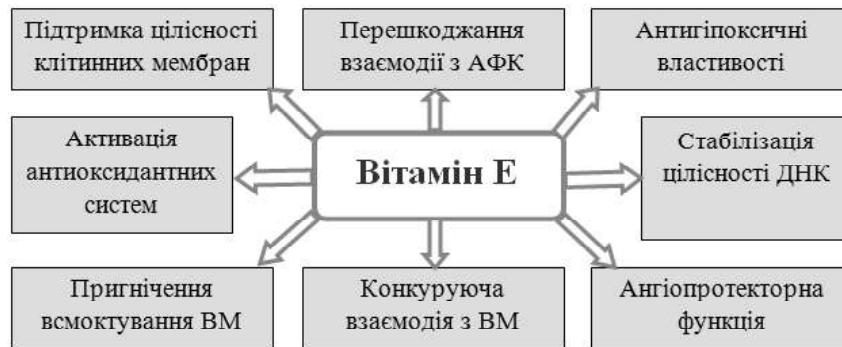 Підтримка цілісності
клітинних мембран
Перешкоджання
взаємодії з АФК
Антигіпоксичні
властивості
Активація
антиоксидантних
систем
Вітамін Е
Стабілізація
цілісності ДНК
Пригнічення
всмоктування ВМ
Конкуруюча
взаємодія з ВМ
Ангіопротекторна
функція